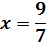 x = 9/7